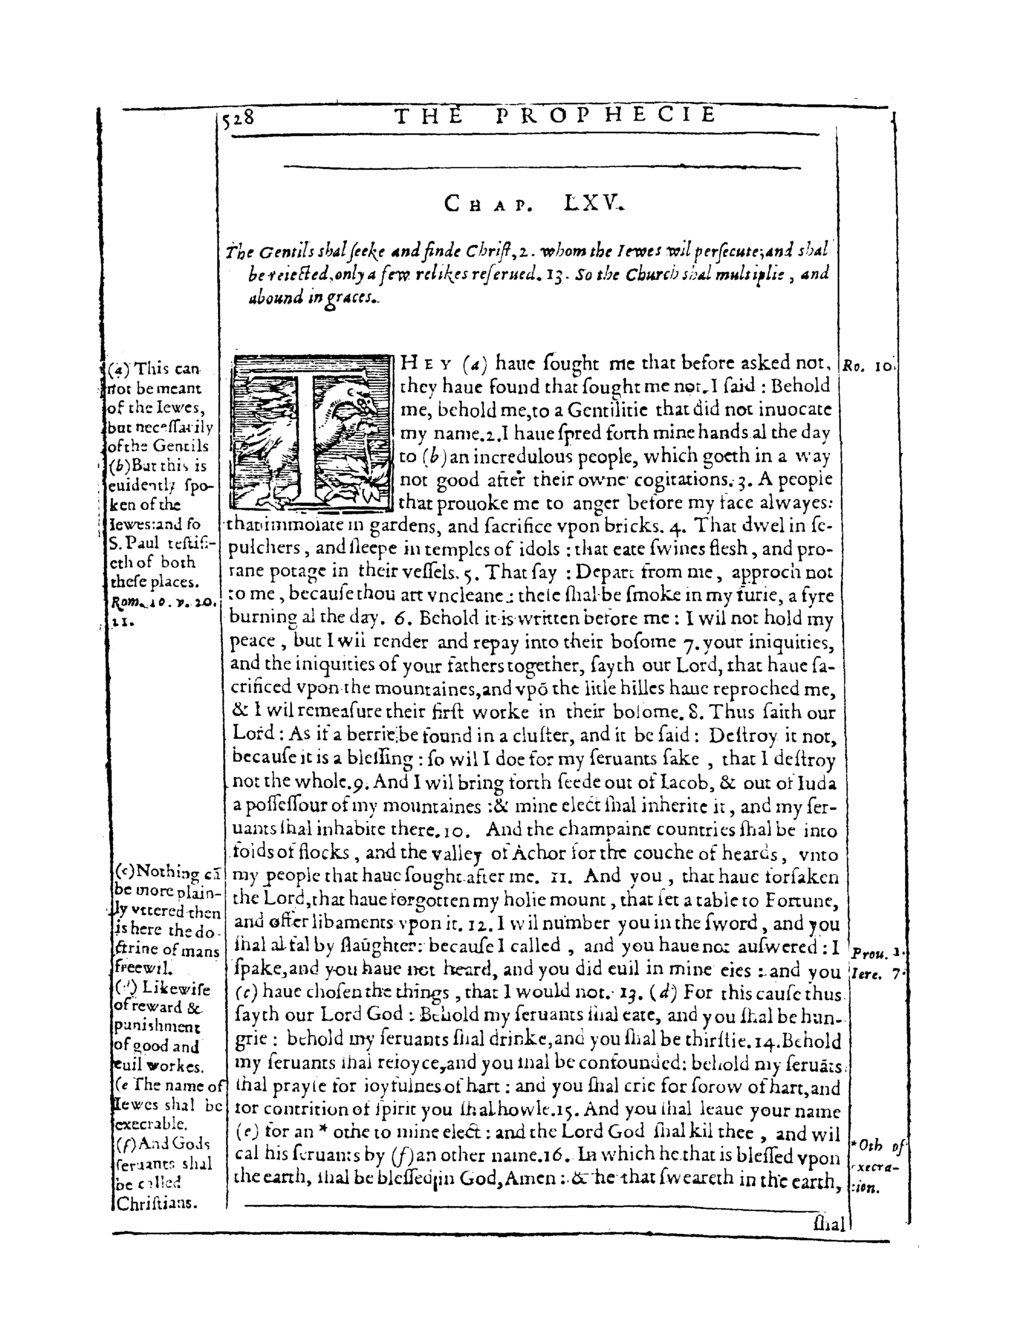 528 THE PROPHECIE
CHAP. LXV.
The Gentils shal ſeeke and finde Chriſt, 2. whom the Iewes wil perſecute; and shal
be reiected, only a few relikes reſerued. 13. So the Church shal multiplie, and
abound in graces.
(a) This can
not be meant
of the Iewes,
but neceſſarily
of the Gentils
(b) But this is
euidently ſpo-
ken of the
Iewes: and ſo
S. Paul teſtifi-
eth of both
theſe places.
Rom. 10. v. 20.
21.
(c) Nothing cā
be more plain-
ly vttered then
is here the do-
ctrine of mans
freewil.
(d) Likewiſe
of reward &
punishment
of good and
euil workes.
(e The name of
Iewes shal be
execrable.
(f) And Gods
ſeruants shal
be called
Chriſtians.
THEY (a) haue ſought me that before asked not,
they haue found that ſought me not. I ſaid : Behold
me, behold me, to a Gentilitie that did not inuocate
my name. 2. I haue ſpred forth mine hands al the day
to (b) an incredulous people, which goeth in a way
not good after their owne cogitations. 3. A people
that prouoke me to anger before my face alwayes:
that immolate in gardens, and ſacrifice vpon bricks. 4. That dwel in ſe-
pulchers, and ſleepe in temples of idols : that eate ſwines fleſh, and pro-
fane potage in their veſſels. 5. That ſay : Depart from me, approch not
to me, becauſe thou art vncleane : theſe ſhal be ſmoke in my furie, a fyre
burning al the day. 6. Behold it is written before me : I wil not hold my
peace, but I wil render and repay into their boſome 7. your iniquities,
and the iniquities of your fathers together, ſayth our Lord, that haue ſa-
crificed vpon the mountaines, and vpō the litle hilles haue reproched me,
& I wil remeaſure their firſt worke in their boſome. 8. Thus ſaith our
Lord : As if a berrie be found in a cluſter, and it be ſaid : Deſtroy it not,
becauſe it is a bleſſing : ſo wil I doe for my ſeruants ſake, that I deſtroy
not the whole. 9. And I wil bring forth ſeede out of Iacob, & out of Iuda
a poſſeſſour of my mountaines : & mine elect ſhal inherite it, and my ſer-
uants ſhal inhabite there. 10. And the champaine countries ſhal be into
foids of flocks, and the valley of Achor for the couche of heards, vnto
my people that haue ſought after me. 11. And you, that haue forſaken
the Lord, that haue forgotten my holie mount, that ſet a table to Fortune,
and offer libaments vpon it. 12. I wil number you in the ſword, and you
ſhal al fal by ſlaughter: becauſe I called, and you haue not auſwered : I
ſpake, and you haue not heard, and you did euil in mine eies : and you
(c) haue choſen the things, that I would not. 13. (d) For this cauſe thus
ſayth our Lord God : Behold my ſeruants ſhal eate, and you ſhal be hun-
grie : behold my ſeruants ſhal drinke, and you ſhal be thirſtie. 14. Behold
my ſeruants ſhal reioyce, and you ſhal be confounded: behold my ſeruāts
ſhal prayſe for ioyfulnes of hart : and you ſhal crie for ſorow of hart, and
for contrition of ſpirit you ſhal howle. 15. And you ſhal leaue your name
(e) for an * othe to mine elect : and the Lord God ſhal kil thee, and wil
cal his ſeruants by (f) an other name. 16. In which he that is bleſſed vpon
the earth, ſhal be bleſſed in God, Amen : & he that ſweareth in the earth,
ſhal
Ro. 10.
Prou. 1.
Iere. 7.
*Oth of
execra-
tion.